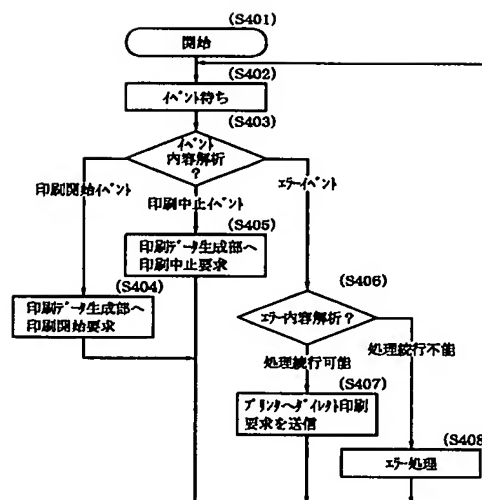 (S401)
開始
(S402)
イベント待ち
(S403)
イベント
内容解析
?
印刷開始イベント
エラーイベント
印刷中止イベント
(S405)
印刷データ生成部へ
印刷中止要求
(S406)
(S404)
印刷データ生成部へ
印刷開始要求
エラー内容解析?
処理続行可能
処理続行不能
(S407)
プリンタへダイレクト印刷
要求を送信
(S408)
エラー処理